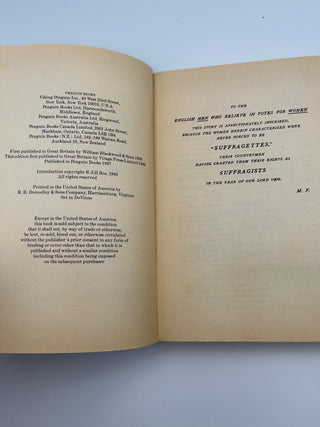 PENGUIN BOOKS
Viking Penguin Inc., 40 West 23rd Street,
New York, New York 10010, U.S.A.
Penguin Books Ltd, Harmondsworth,
Middlesex, England
Penguin Books Australia Ltd, Ringwood,
Victoria, Australia
Penguin Books Canada Limited, 2801 John Street,
Markham, Ontario, Canada L3R 1B4
Penguin Books (N.Z.) Ltd, 182–190 Wairau Road,
Auckland 10, New Zealand
First published in Great Britain by William Blackwood & Sons 1909
This edition first published in Great Britain by Virago Press Limited
Published in Penguin Books 1987
Introduction copyright © Jill Roe, 1986
All rights reserved
Printed in the United States of America by
R. R. Donnelley & Sons Company, Harrisonburg, Virginia
Set in DeVinne
Except in the United States of America,
this book is sold subject to the condition
that it shall not, by way of trade or otherwise,
be lent, re-sold, hired out, or otherwise circulated
without the publisher's prior consent in any form of
binding or cover other than that in which it is
published and without a similar condition
including this condition being imposed
on the subsequent purchaser
TO THE
ENGLISH MEN WHO BELIEVE IN VOTES FOR WOMEN
THIS STORY IS AFFECTIONATELY INSCRIBED,
BECAUSE THE WOMEN HEREIN CHARACTERIZED WERE
NEVER FORCED TO BE
"SUFFRAGETTES,"
THEIR COUNTRYMEN
HAVING GRANTED THEM THEIR RIGHTS AS
SUFFRAGISTS
IN THE YEAR OF OUR LORD 1902.
M. F.